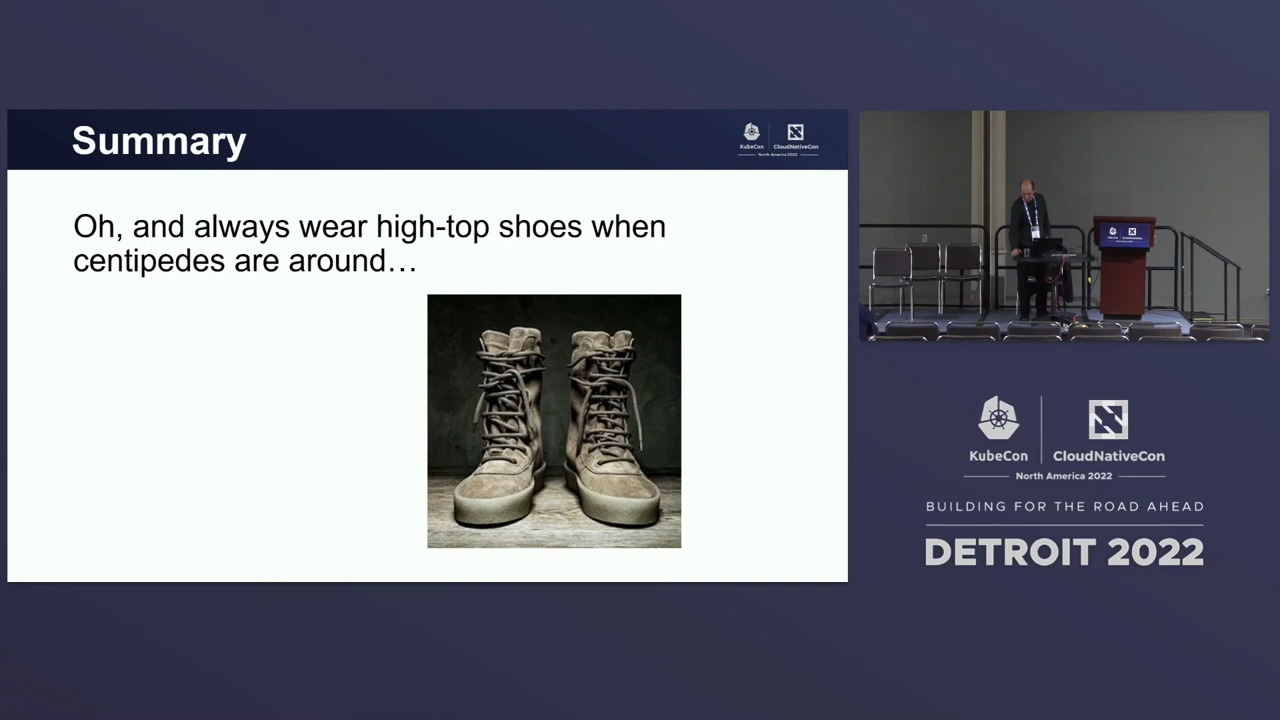 Summary
KubeCon
CloudNativeCon
North America 2022
Oh, and always wear high-top shoes when
centipedes are around…
KubeCon
CloudNativeCon
North America 2022
BUILDING FOR THE ROAD AHEAD
DETROIT 2022